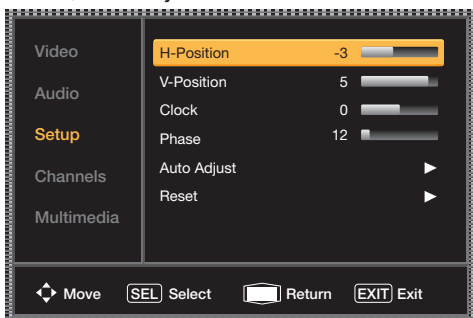 Video
Audio
Setup
Channels
Multimedia
H-Position -3
V-Position 5
Clock 0
Phase 12
Auto Adjust
Reset
Move SEL Select Return EXIT Exit